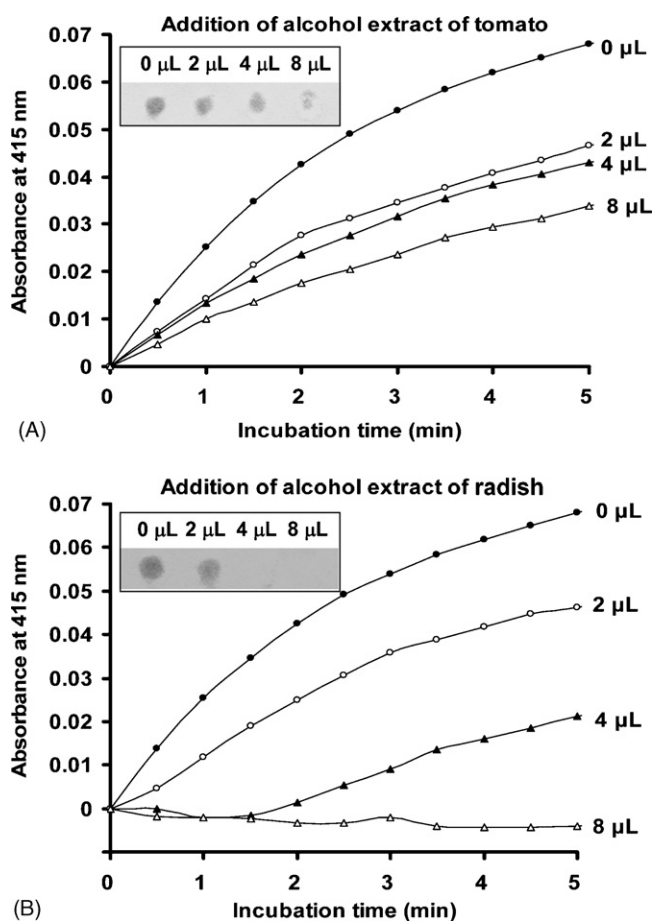 Addition of alcohol extract of tomato
0 µL 2 µL 4 µL 8 µL
0.07
0.06
0.05
0.04
0.03
0.02
0.01
0
Absorbance at 415 nm
0 µL
2 µL
4 µL
8 µL
0 1 2 3 4 5
Incubation time (min)
(A)
Addition of alcohol extract of radish
0 µL 2 µL 4 µL 8 µL
0.07
0.06
0.05
0.04
0.03
0.02
0.01
0
Absorbance at 415 nm
0 µL
2 µL
4 µL
8 µL
0 1 2 3 4 5
Incubation time (min)
(B)